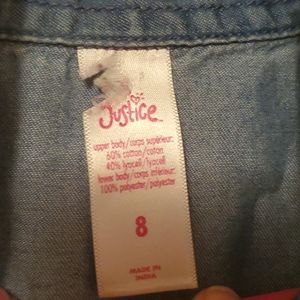 Justice
upper body/corps supérieur:
60% cotton/coton
40% lyocell/lyocell
lower body/corps inférieur:
100% polyester/polyester
8
MADE IN
INDIA